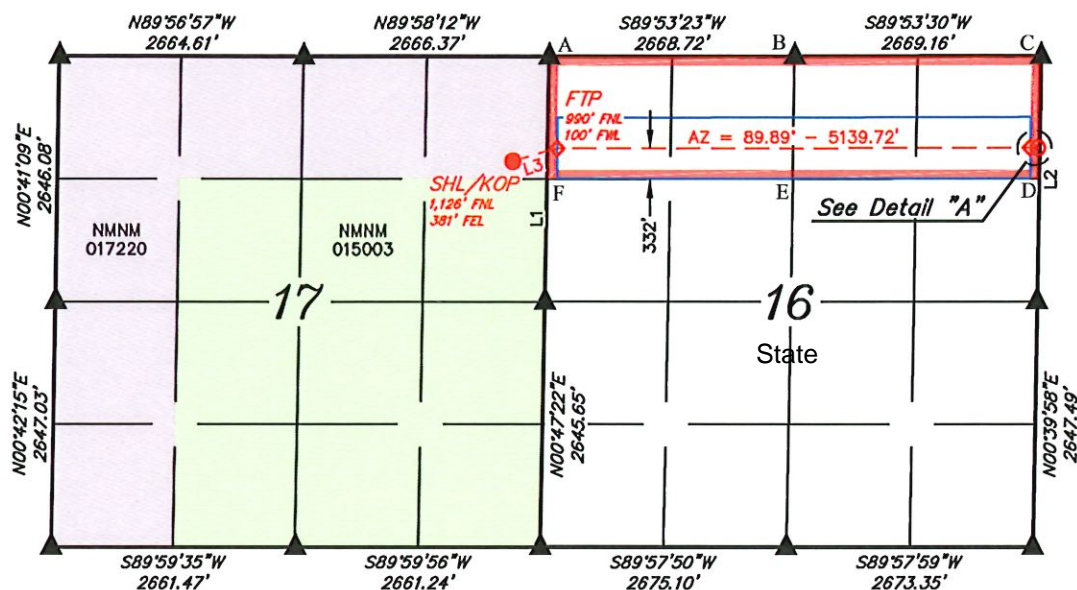 N89°56'57"W
2664.61'
N89°58'12"W
2666.37'
S89°53'23"W
2668.72'
S89°53'30"W
2669.16'
A
B
C
N00°41'09"E
2646.08'
FTP
990' FNL
100' FWL
AZ = 89.89' - 5139.72'
L3
SHL/KOP
1,126' FNL
381' FEL
L1
F
E
D
L2
See Detail "A"
332'
NMNM
017220
NMNM
015003
17
16
State
N00°42'15"E
2647.03'
N00°47'22"E
2645.65'
N00°39'58"E
2647.49'
S89°59'35"W
2661.47'
S89°59'56"W
2661.24'
S89°57'50"W
2675.10'
S89°57'59"W
2673.35'